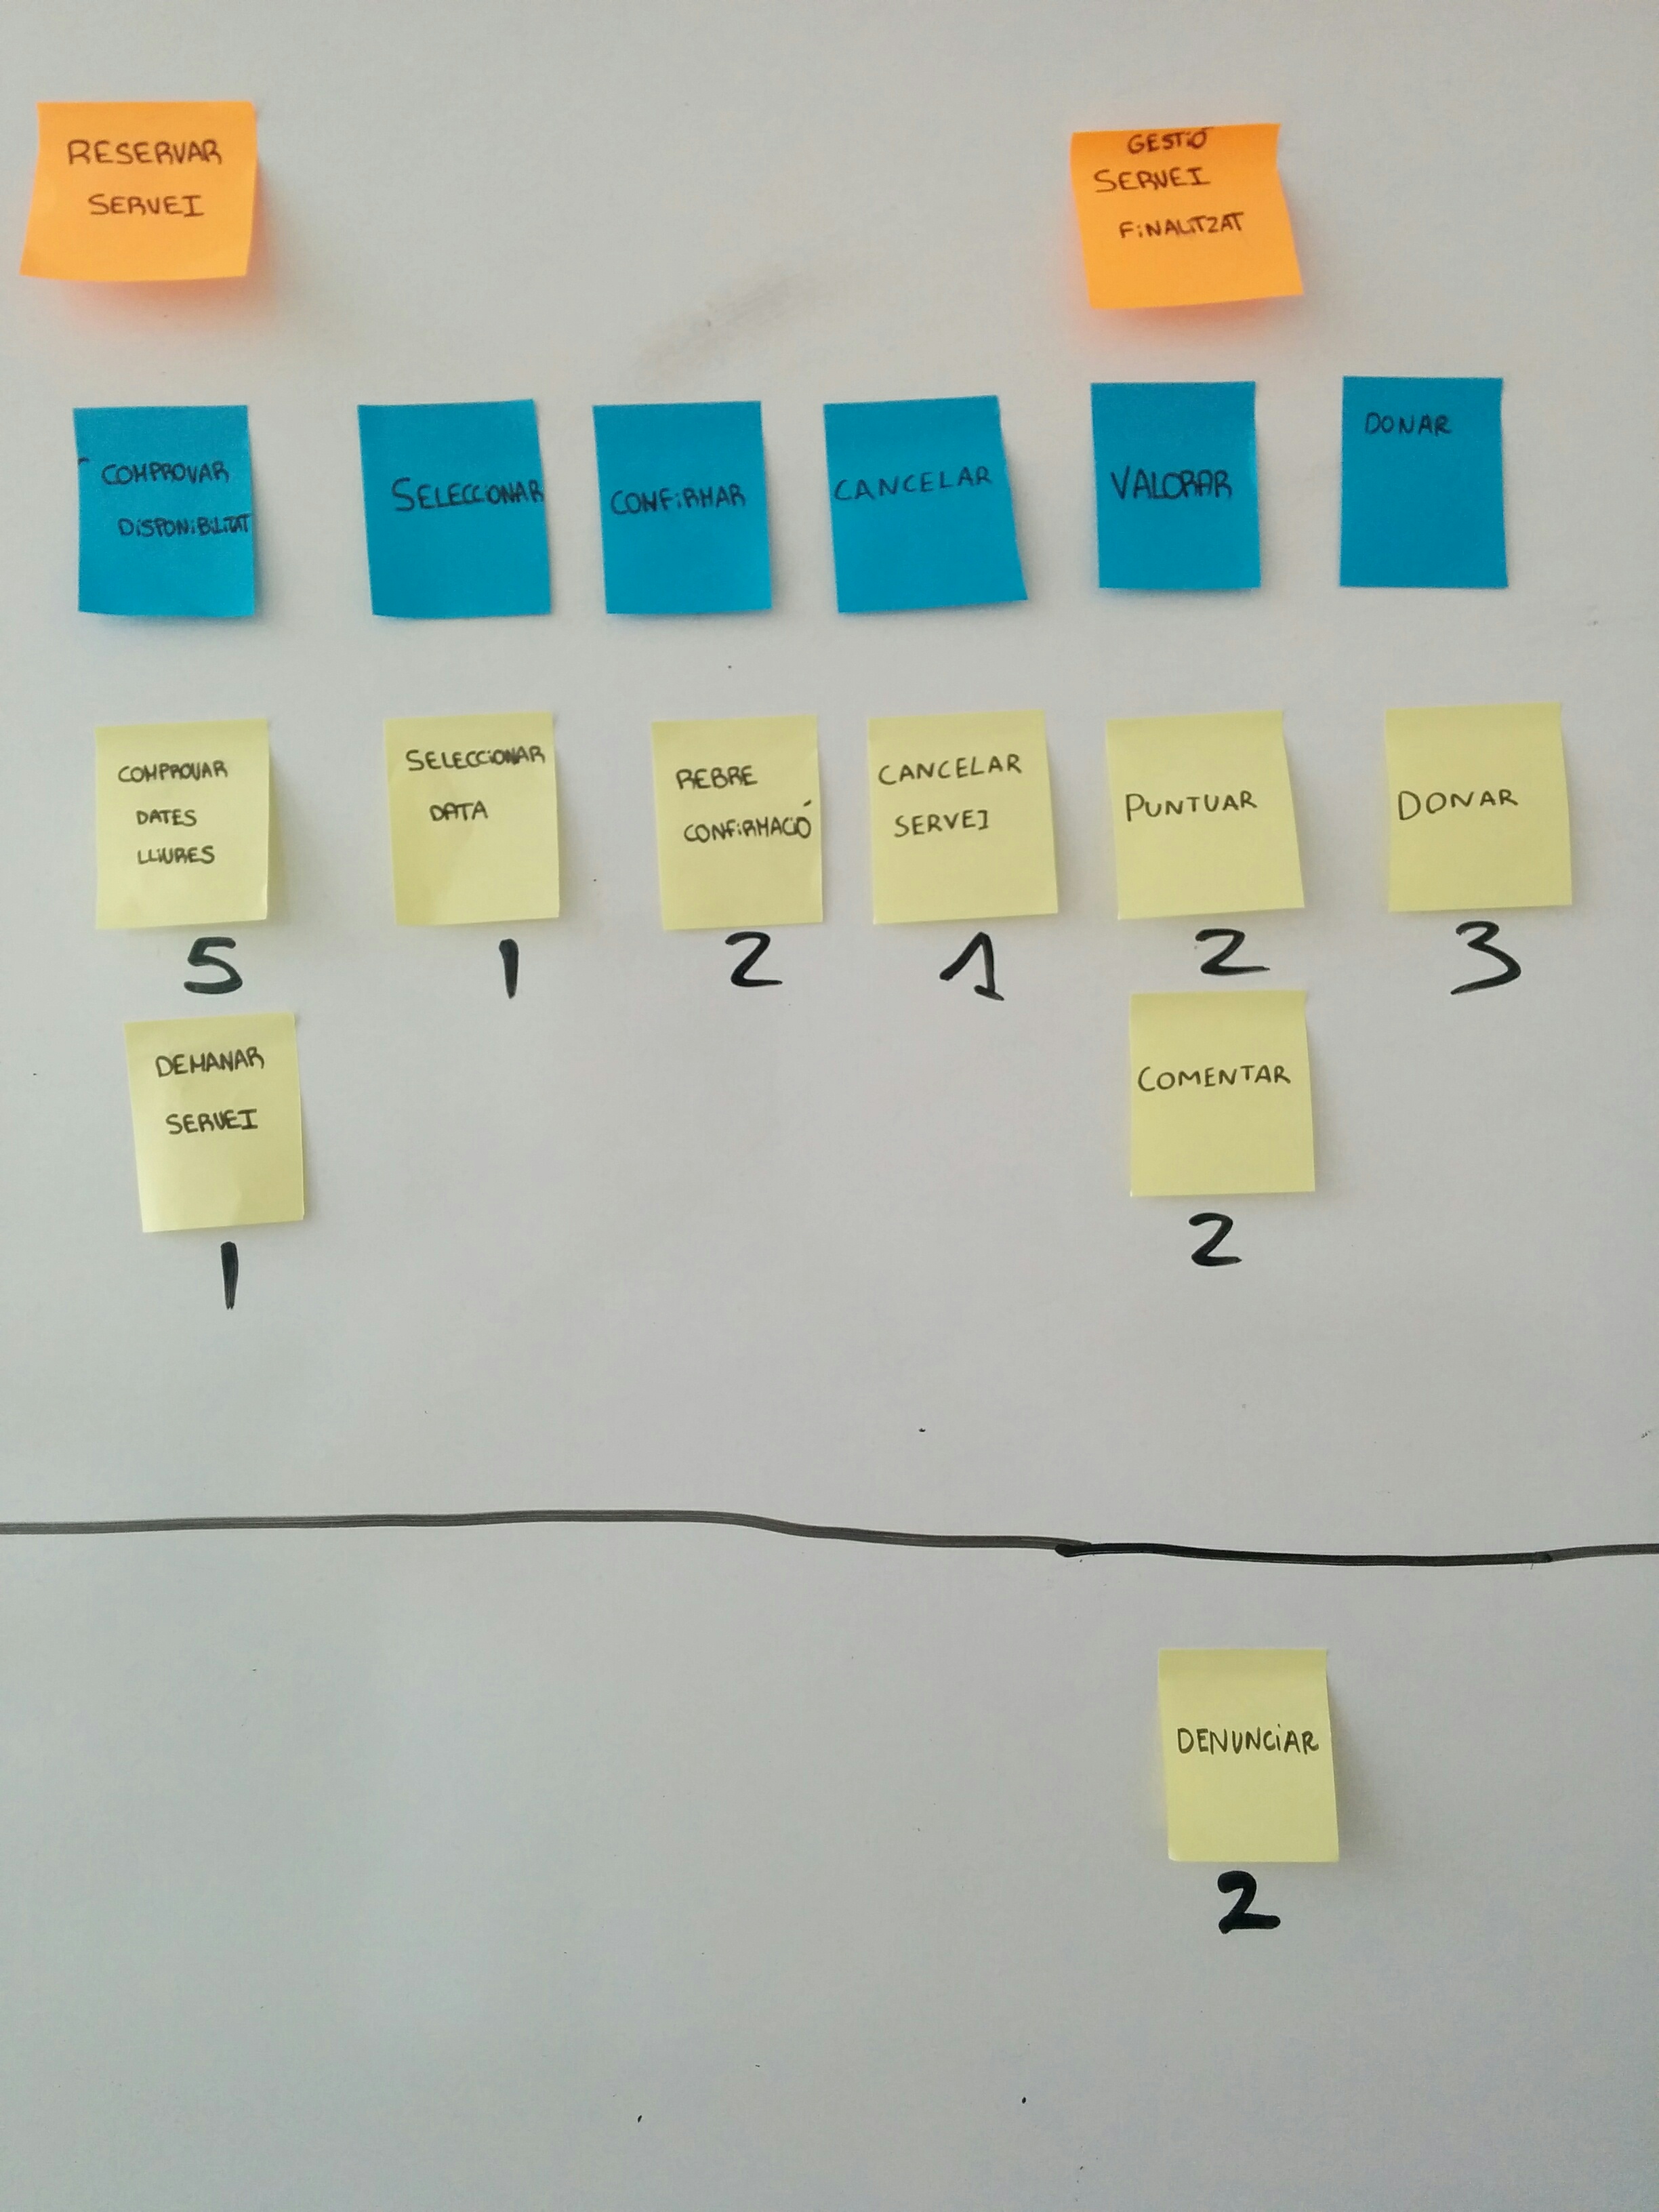 RESERVAR
SERVEI
GESTIÓ
SERVEI
FINALITZAT
COMPROVAR
DISPONIBILITAT
SELECCIONAR
CONFIRMAR
CANCELAR
VALORAR
DONAR
COMPROVAR
DATES
LLIURES
5
SELECCIONAR
DATA
1
REBRE
CONFIRMACIÓ
2
CANCELAR
SERVEI
1
PUNTUAR
2
DONAR
3
DEMANAR
SERVEI
1
COMENTAR
2
DENUNCIAR
2